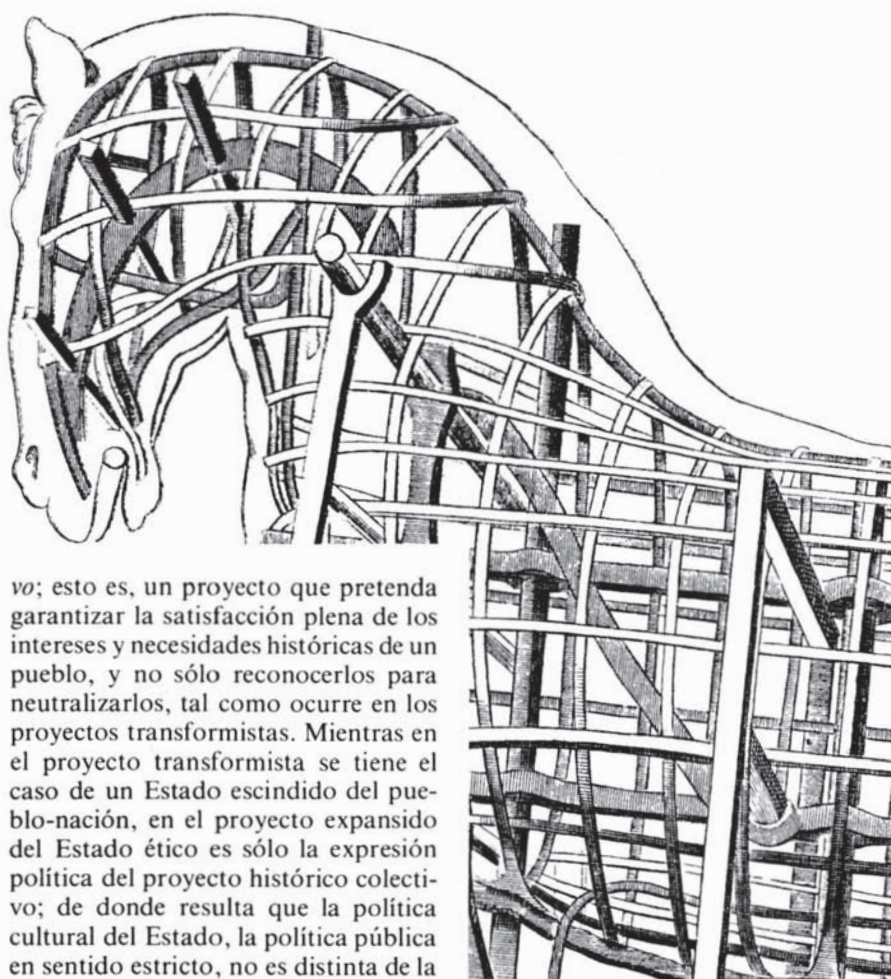 vo; esto es, un proyecto que pretenda
garantizar la satisfacción plena de los
intereses y necesidades históricas de un
pueblo, y no sólo reconocerlos para
neutralizarlos, tal como ocurre en los
proyectos transformistas. Mientras en
el proyecto transformista se tiene el
caso de un Estado escindido del pue-
blo-nación, en el proyecto expansido
del Estado ético es sólo la expresión
política del proyecto histórico colecti-
vo; de donde resulta que la política
cultural del Estado, la política pública
en sentido estricto, no es distinta de la